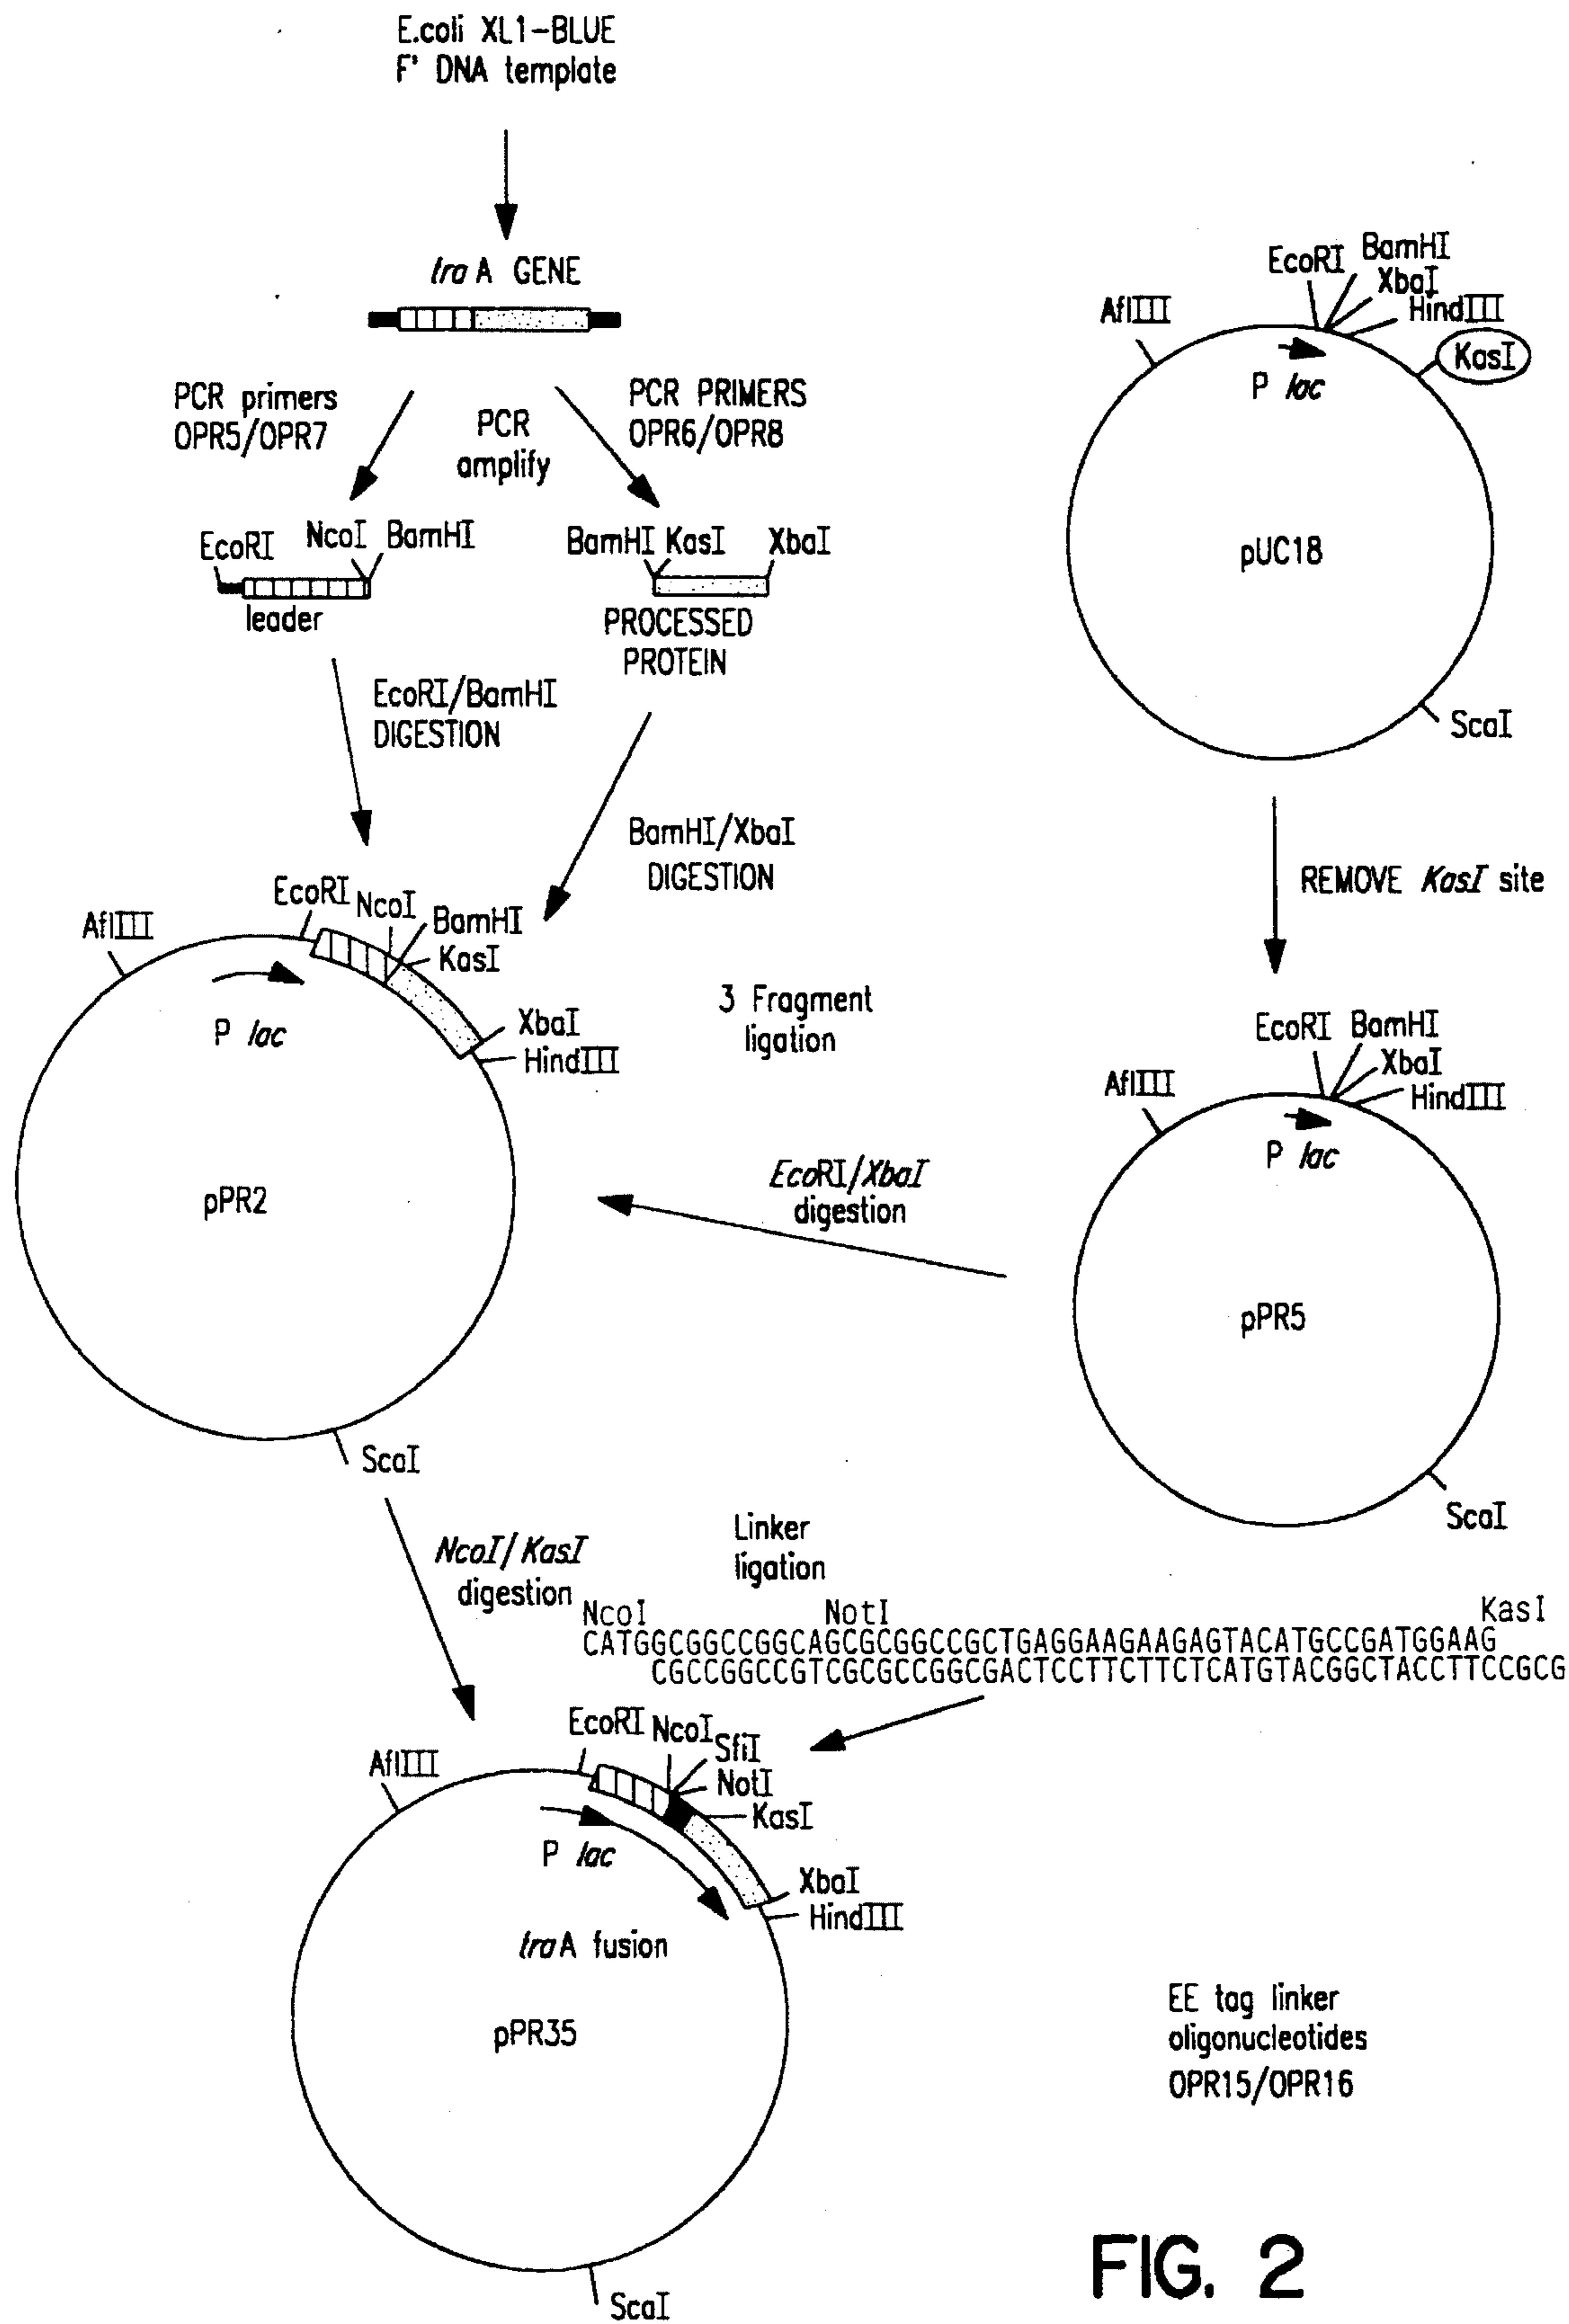 E.coli XL1-BLUE
F' DNA template
tra A GENE
PCR primers
OPR5/OPR7
PCR
amplify
PCR PRIMERS
OPR6/OPR8
EcoRI
NcoI
BamHI
leader
BamHI
KasI
XbaI
PROCESSED
PROTEIN
EcoRI/BamHI
DIGESTION
BamHI/XbaI
DIGESTION
AflIII
EcoRI
BamHI
XbaI
HindIII
KasI
P lac
pUC18
ScaI
REMOVE KasI site
AflIII
EcoRI
NcoI
BamHI
KasI
XbaI
HindIII
P lac
pPR2
ScaI
3 Fragment
ligation
EcoRI/XbaI
digestion
AflIII
EcoRI
BamHI
XbaI
HindIII
P lac
pPR5
ScaI
NcoI/KasI
digestion
Linker
ligation
NcoI
NotI
KasI
CATGGCGGCCGGCAGCGCGGCCGCTGAGGAAGAAGAGTACATGCCGATGGAAG
CGCCGGCCGTCGCGCCGGCGACTCCTTCTTCTCATGTACGGCTACCTTCCGCG
AflIII
EcoRI
NcoI
SfiI
NotI
KasI
XbaI
HindIII
P lac
tra A fusion
pPR35
ScaI
EE tag linker
oligonucleotides
OPR15/OPR16
FIG. 2